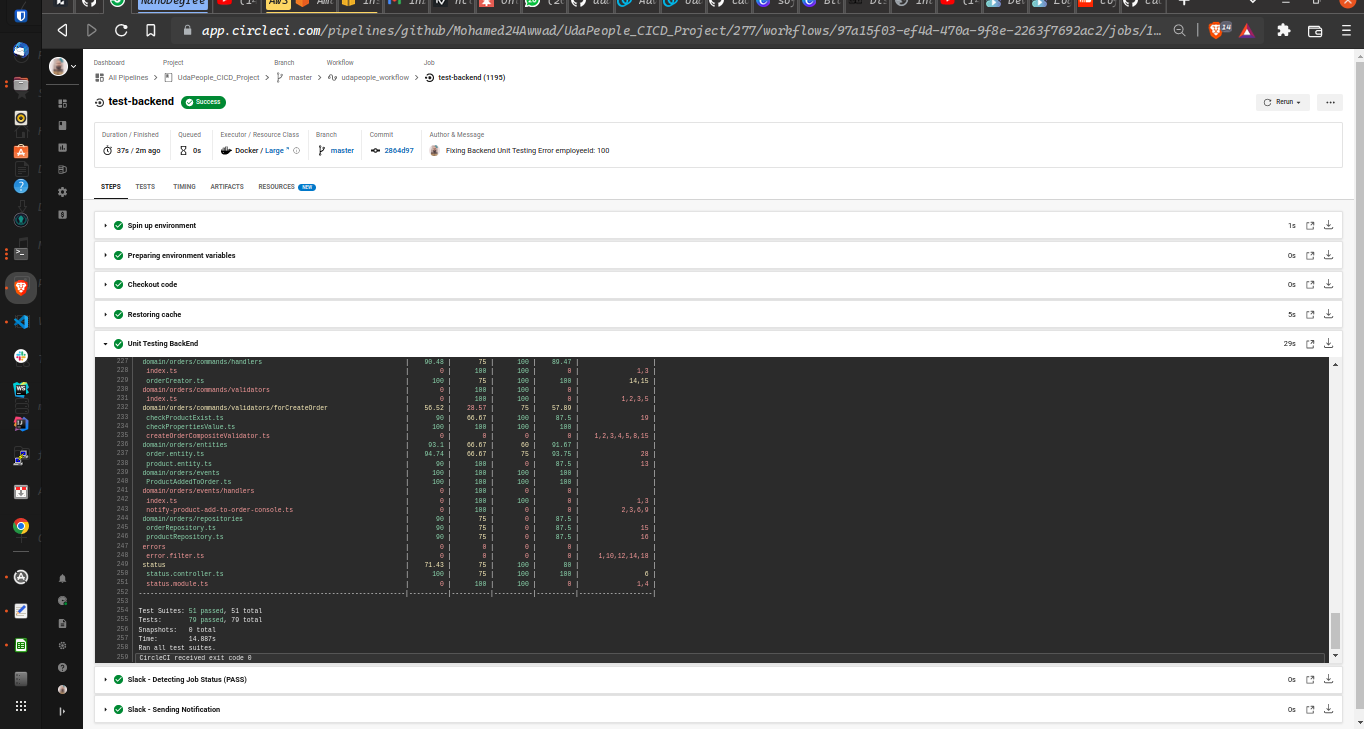 NanoDegree
AWS
app.circleci.com/pipelines/github/Mohamed24Awwad/UdaPeople_CICD_Project/277/workflows/97a15f03-ef4d-470a-9f8e-2263f7692ac2/jobs/1...
14
Dashboard Project Branch Workflow Job
All Pipelines UdaPeople_CICD_Project master udapeople_workflow test-backend (1195)
test-backend Success Rerun
Duration / Finished Queued Executor / Resource Class Branch Commit Author & Message
37s / 2m ago 0s Docker / Large master 2864d97 Fixing Backend Unit Testing Error employeeId: 100
STEPS TESTS TIMING ARTIFACTS RESOURCES NEW
Spin up environment 1s
Preparing environment variables 0s
Checkout code 0s
Restoring cache 5s
Unit Testing BackEnd 29s
227 domain/orders/commands/handlers | 90.48 | 75 | 100 | 89.47 | |
228 index.ts | 0 | 100 | 100 | 0 | 1,3 |
229 orderCreator.ts | 100 | 75 | 100 | 100 | 14,15 |
230 domain/orders/commands/validators | 0 | 100 | 100 | 0 | |
231 index.ts | 0 | 100 | 100 | 0 | 1,2,3,5 |
232 domain/orders/commands/validators/forCreateOrder | 56.52 | 28.57 | 75 | 57.89 | |
233 checkProductExist.ts | 90 | 66.67 | 100 | 87.5 | 19 |
234 checkPropertiesValue.ts | 100 | 100 | 100 | 100 | |
235 createOrderCompositeValidator.ts | 0 | 0 | 0 | 0 | 1,2,3,4,5,8,15 |
236 domain/orders/entities | 93.1 | 66.67 | 60 | 91.67 | |
237 order.entity.ts | 94.74 | 66.67 | 75 | 93.75 | 28 |
238 product.entity.ts | 90 | 100 | 0 | 87.5 | 13 |
239 domain/orders/events | 100 | 100 | 100 | 100 | |
240 ProductAddedToOrder.ts | 100 | 100 | 100 | 100 | |
241 domain/orders/events/handlers | 0 | 100 | 0 | 0 | |
242 index.ts | 0 | 100 | 100 | 0 | 1,3 |
243 notify-product-add-to-order-console.ts | 0 | 100 | 0 | 0 | 2,3,6,9 |
244 domain/orders/repositories | 90 | 75 | 0 | 87.5 | |
245 orderRepository.ts | 90 | 75 | 0 | 87.5 | 15 |
246 productRepository.ts | 90 | 75 | 0 | 87.5 | 16 |
247 errors | 0 | 0 | 0 | 0 | |
248 error.filter.ts | 0 | 0 | 0 | 0 | 1,10,12,14,18 |
249 status | 71.43 | 75 | 100 | 80 | |
250 status.controller.ts | 100 | 75 | 100 | 100 | 6 |
251 status.module.ts | 0 | 100 | 100 | 0 | 1,4 |
252
253
254 Test Suites: 51 passed, 51 total
255 Tests: 79 passed, 79 total
256 Snapshots: 0 total
257 Time: 14.887s
258 Ran all test suites.
259 CircleCI received exit code 0
Slack - Detecting Job Status (PASS) 0s
Slack - Sending Notification 0s